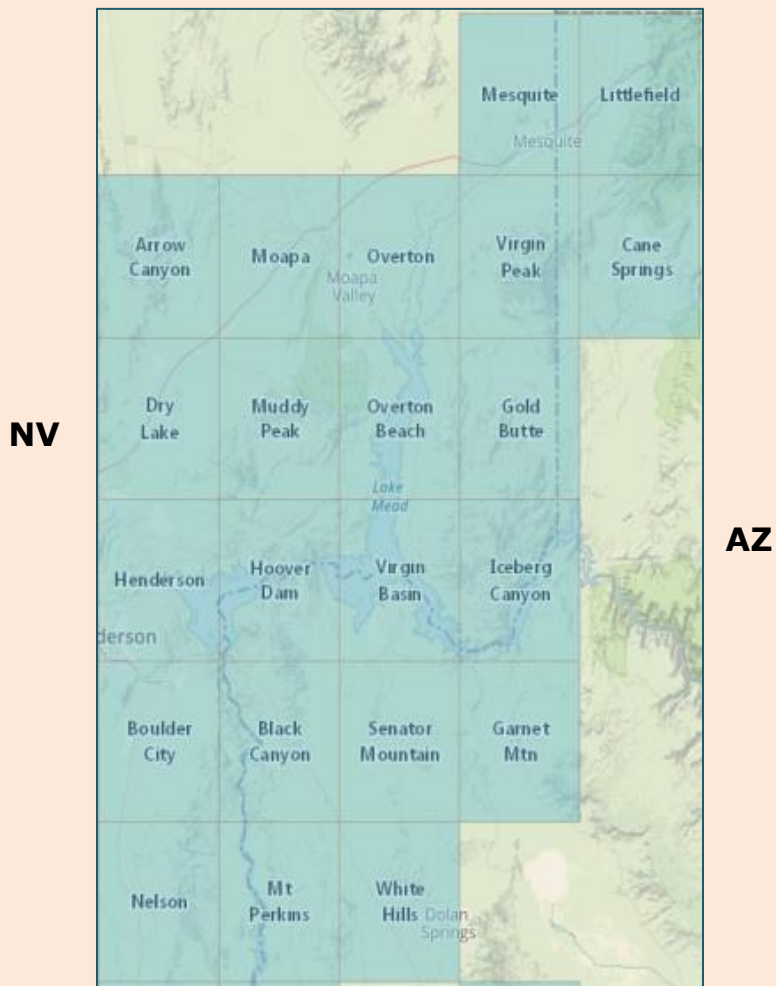 Mesquite
Littlefield
Mesquite
Arrow
Canyon
Moapa
Overton
Virgin
Peak
Cane
Springs
Moapa
Valley
Dry
Lake
Muddy
Peak
Overton
Beach
Gold
Butte
NV
Lake
Mead
AZ
Henderson
Hoover
Dam
Virgin
Basin
Iceberg
Canyon
derson
Boulder
City
Black
Canyon
Senator
Mountain
Garnet
Mtn
Nelson
Mt
Perkins
White
Hills
Dolan
Springs